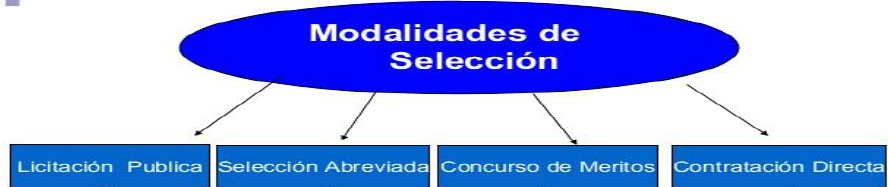 Modalidades de
Selección
Licitación Publica
Selección Abreviada
Concurso de Meritos
Contratación Directa